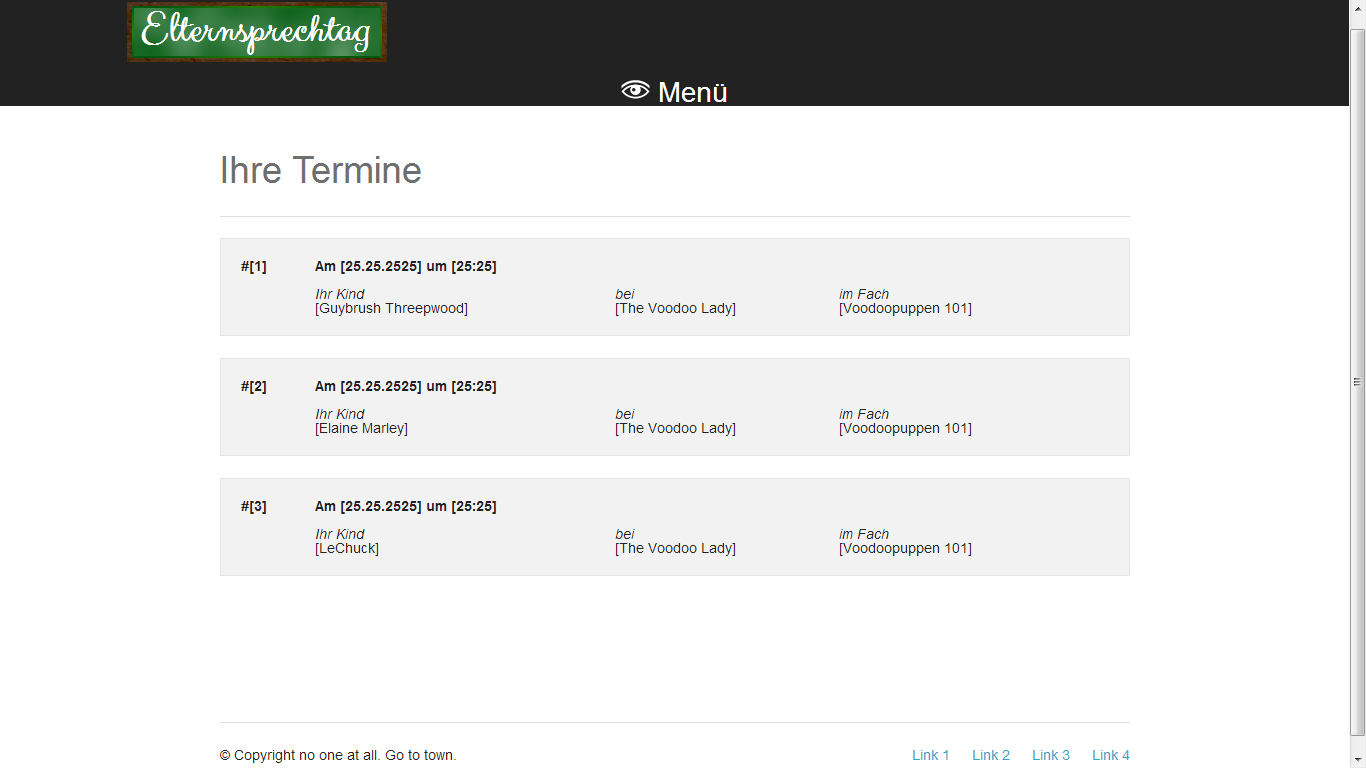 Elternsprechtag
Menü
Ihre Termine
#[1] Am [25.25.2525] um [25:25]
Ihr Kind bei im Fach
[Guybrush Threepwood] [The Voodoo Lady] [Voodoopuppen 101]
#[2] Am [25.25.2525] um [25:25]
Ihr Kind bei im Fach
[Elaine Marley] [The Voodoo Lady] [Voodoopuppen 101]
#[3] Am [25.25.2525] um [25:25]
Ihr Kind bei im Fach
[LeChuck] [The Voodoo Lady] [Voodoopuppen 101]
© Copyright no one at all. Go to town. Link 1 Link 2 Link 3 Link 4